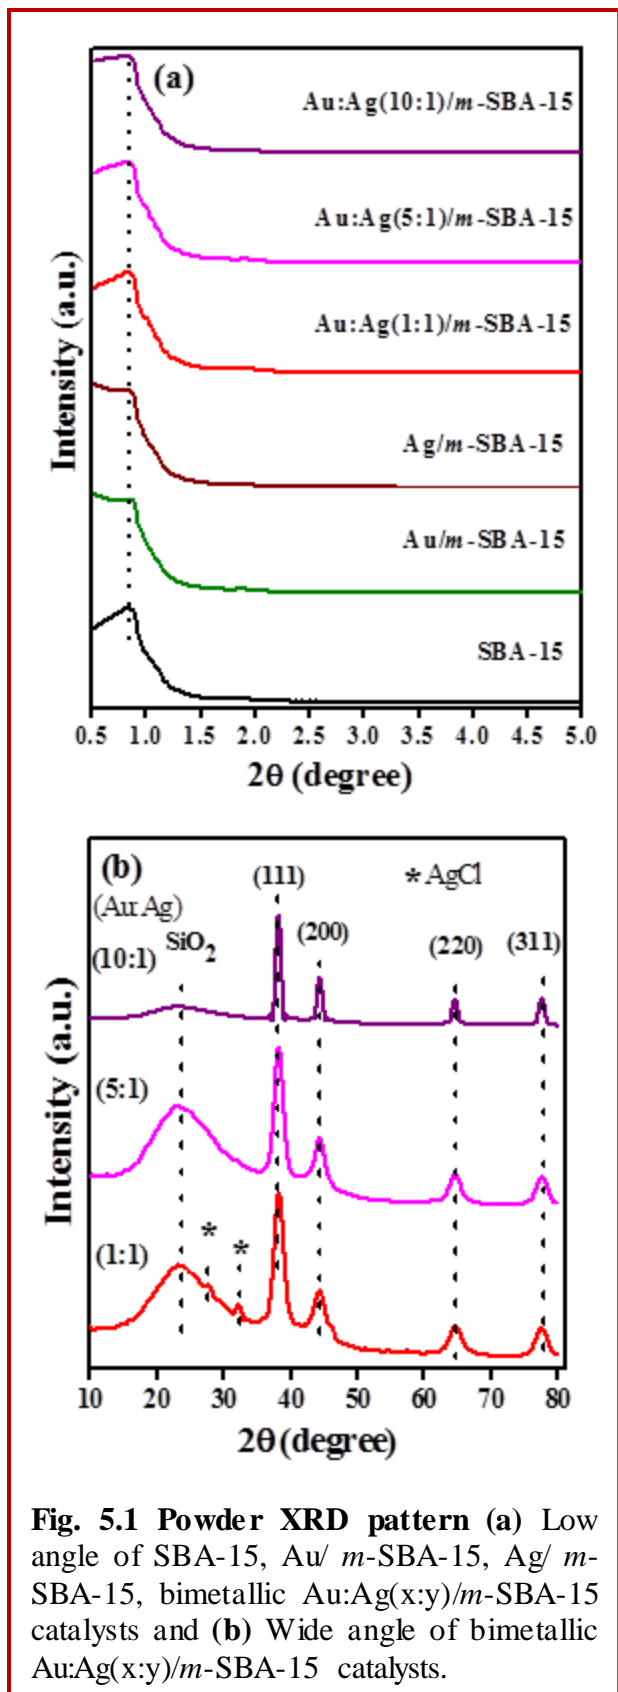 (a)
Au:Ag(10:1)/m-SBA-15
Au:Ag(5:1)/m-SBA-15
Au:Ag(1:1)/m-SBA-15
Ag/m-SBA-15
Au/m-SBA-15
SBA-15
Intensity (a.u.)
0.5 1.0 1.5 2.0 2.5 3.0 3.5 4.0 4.5 5.0
2θ (degree)
(b)
(111)
* AgCl
(Au:Ag)
SiO2
(200)
(220)
(311)
(10:1)
(5:1)
(1:1)
*
*
Intensity (a.u.)
10 20 30 40 50 60 70 80
2θ (degree)
Fig. 5.1 Powder XRD pattern (a) Low
angle of SBA-15, Au/ m-SBA-15, Ag/ m-
SBA-15, bimetallic Au:Ag(x:y)/m-SBA-15
catalysts and (b) Wide angle of bimetallic
Au:Ag(x:y)/m-SBA-15 catalysts.